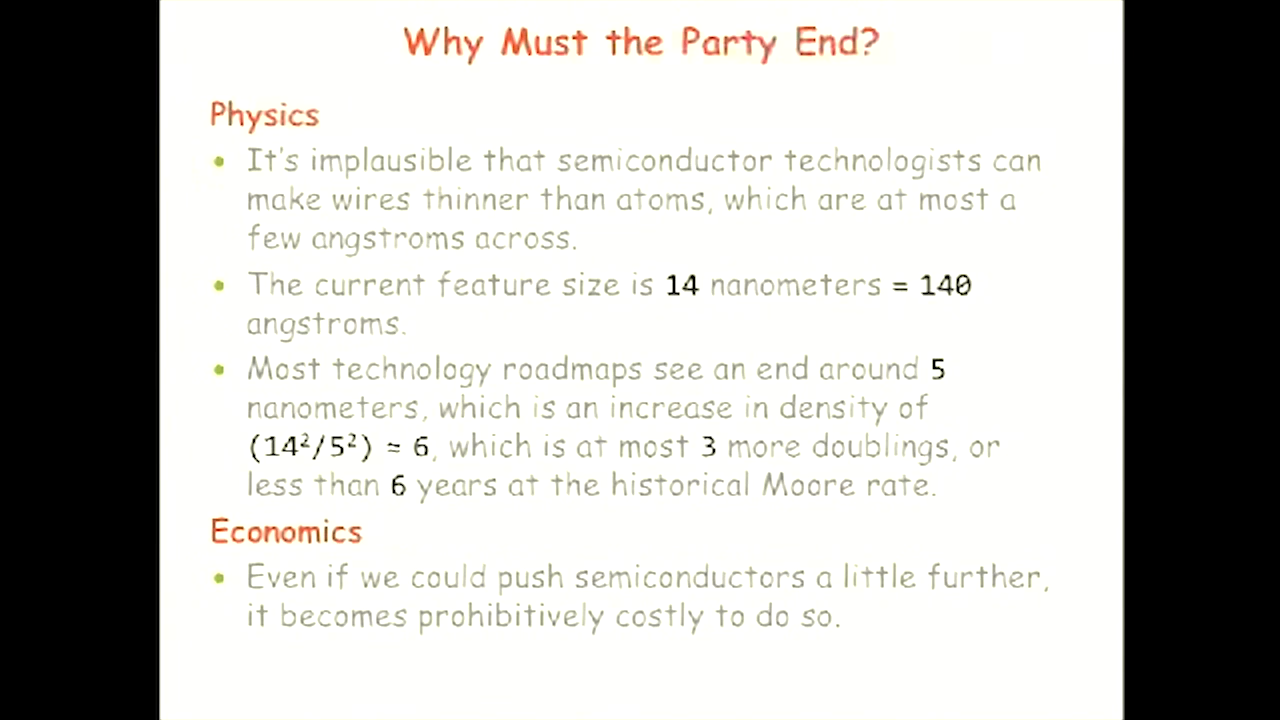 Why Must the Party End?
Physics
• It's implausible that semiconductor technologists can
make wires thinner than atoms, which are at most a
few angstroms across.
• The current feature size is 14 nanometers = 140
angstroms.
• Most technology roadmaps see an end around 5
nanometers, which is an increase in density of
(14²/5²) ≈ 6, which is at most 3 more doublings, or
less than 6 years at the historical Moore rate.
Economics
• Even if we could push semiconductors a little further,
it becomes prohibitively costly to do so.